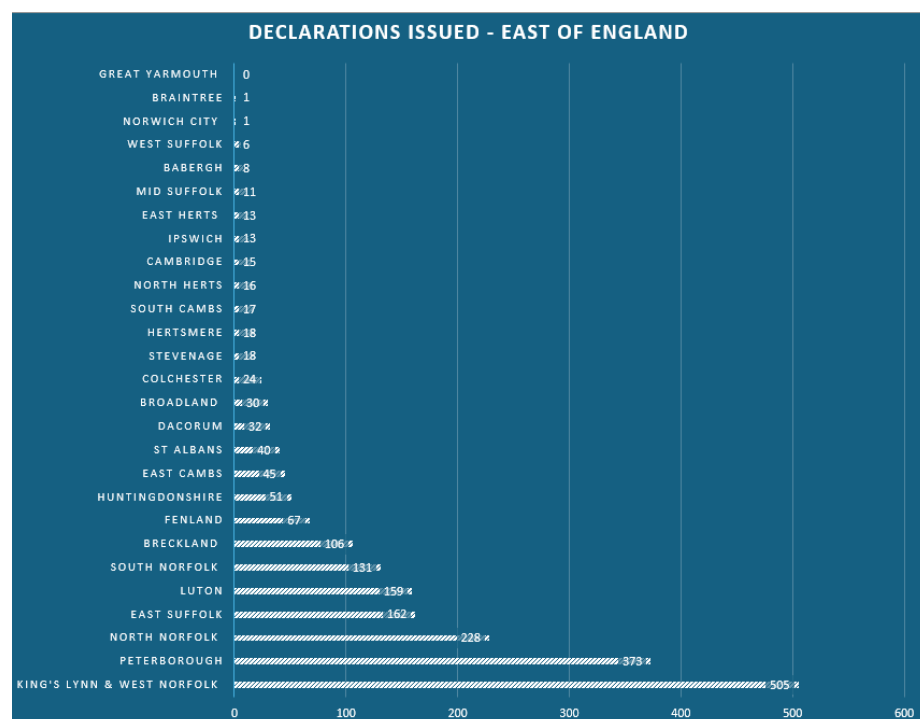 DECLARATIONS ISSUED - EAST OF ENGLAND
GREAT YARMOUTH 0
BRAINTREE 1
NORWICH CITY 1
WEST SUFFOLK 6
BABERGH 8
MID SUFFOLK 11
EAST HERTS 13
IPSWICH 13
CAMBRIDGE 15
NORTH HERTS 16
SOUTH CAMBS 17
HERTSMERE 18
STEVENAGE 18
COLCHESTER 24
BROADLAND 30
DACORUM 32
ST ALBANS 40
EAST CAMBS 45
HUNTINGDONSHIRE 51
FENLAND 67
BRECKLAND 106
SOUTH NORFOLK 131
LUTON 159
EAST SUFFOLK 162
NORTH NORFOLK 228
PETERBOROUGH 373
KING'S LYNN & WEST NORFOLK 505
0 100 200 300 400 500 600